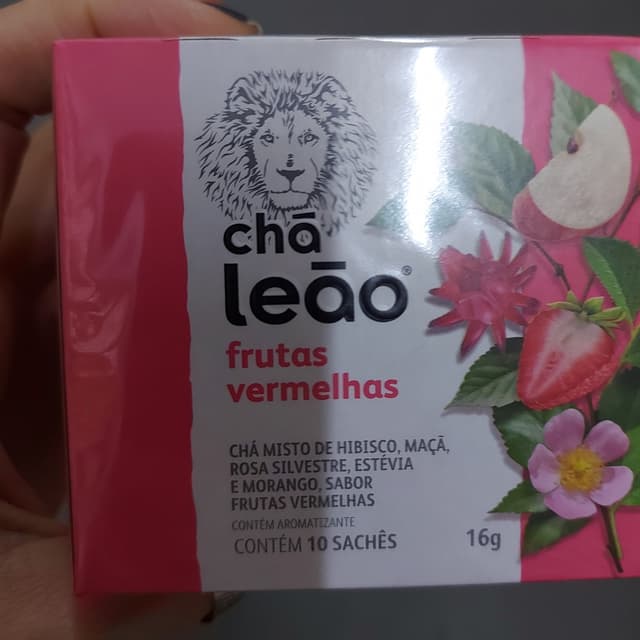 chá
leão®
frutas
vermelhas
CHÁ MISTO DE HIBISCO, MAÇÃ,
ROSA SILVESTRE, ESTÉVIA
E MORANGO, SABOR
FRUTAS VERMELHAS
CONTÉM AROMATIZANTE
CONTÉM 10 SACHÊS 16g